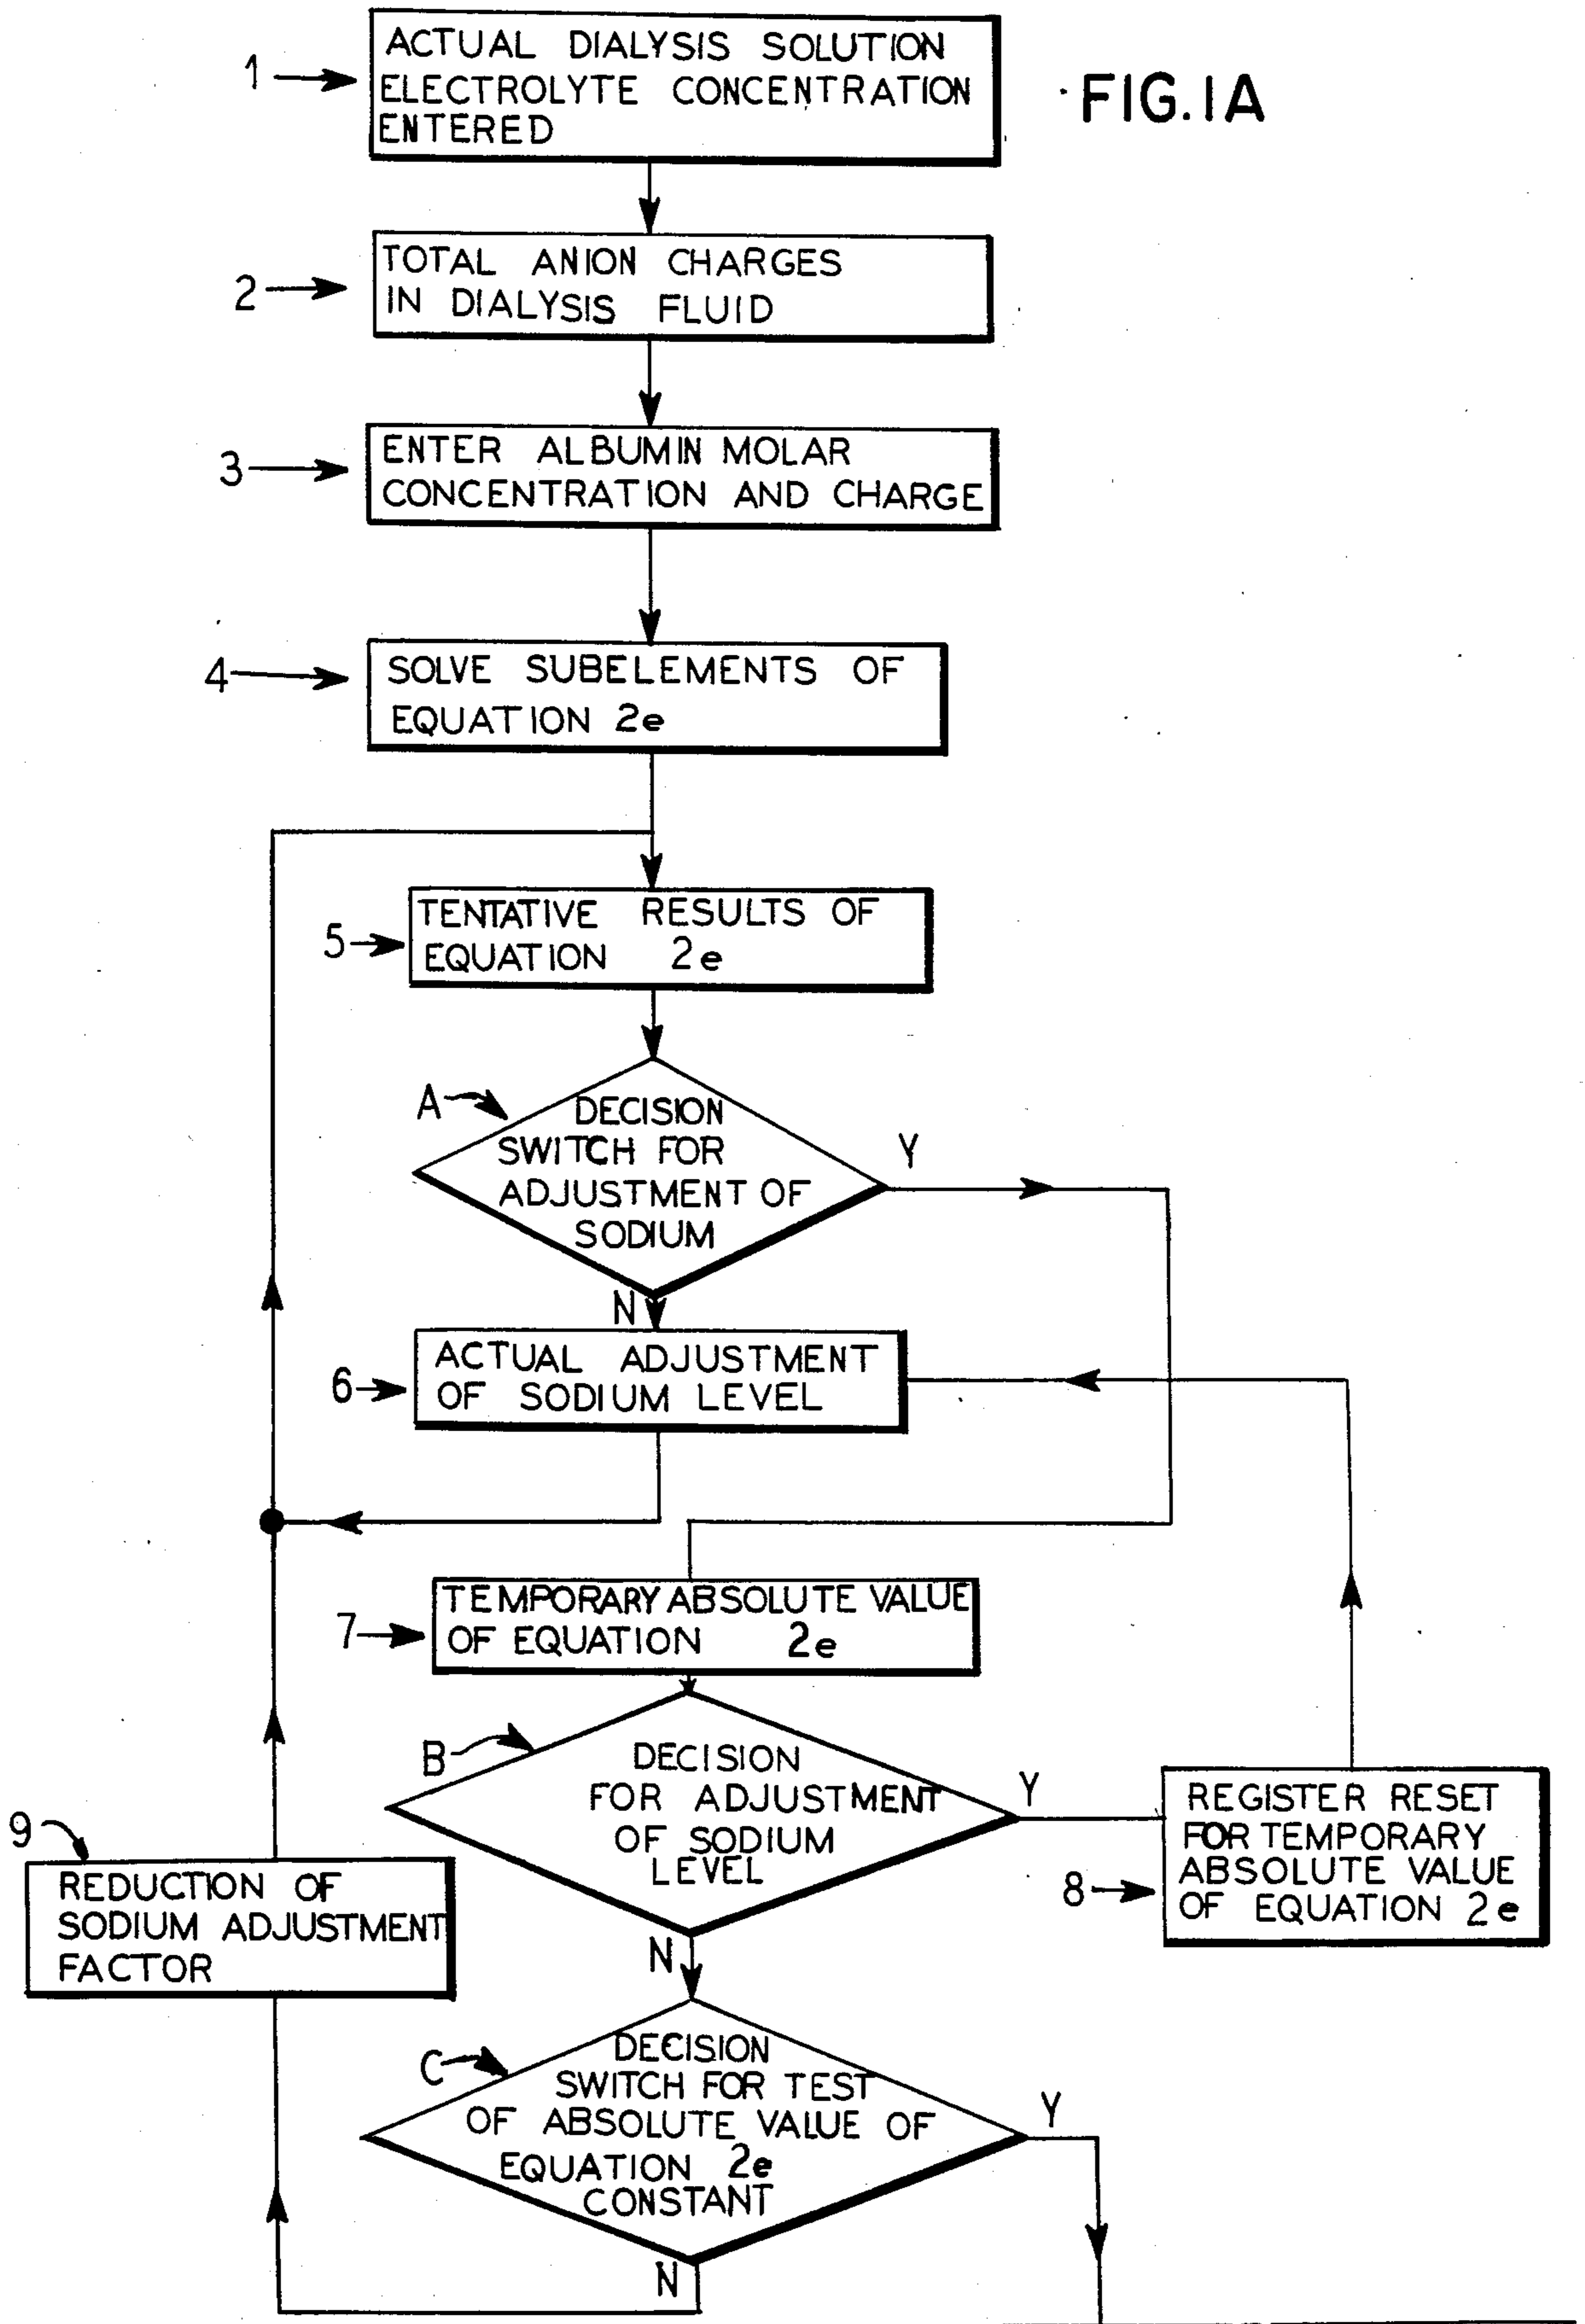 FIG. 1A
1
ACTUAL DIALYSIS SOLUTION
ELECTROLYTE CONCENTRATION
ENTERED
2
TOTAL ANION CHARGES
IN DIALYSIS FLUID
3
ENTER ALBUMIN MOLAR
CONCENTRATION AND CHARGE
4
SOLVE SUBELEMENTS OF
EQUATION 2e
5
TENTATIVE RESULTS OF
EQUATION 2e
A
DECISION
SWITCH FOR
ADJUSTMENT OF
SODIUM
Y
N
6
ACTUAL ADJUSTMENT
OF SODIUM LEVEL
7
TEMPORARY ABSOLUTE VALUE
OF EQUATION 2e
B
DECISION
FOR ADJUSTMENT
OF SODIUM
LEVEL
Y
N
8
REGISTER RESET
FOR TEMPORARY
ABSOLUTE VALUE
OF EQUATION 2e
9
REDUCTION OF
SODIUM ADJUSTMENT
FACTOR
C
DECISION
SWITCH FOR TEST
OF ABSOLUTE VALUE OF
EQUATION 2e
CONSTANT
Y
N